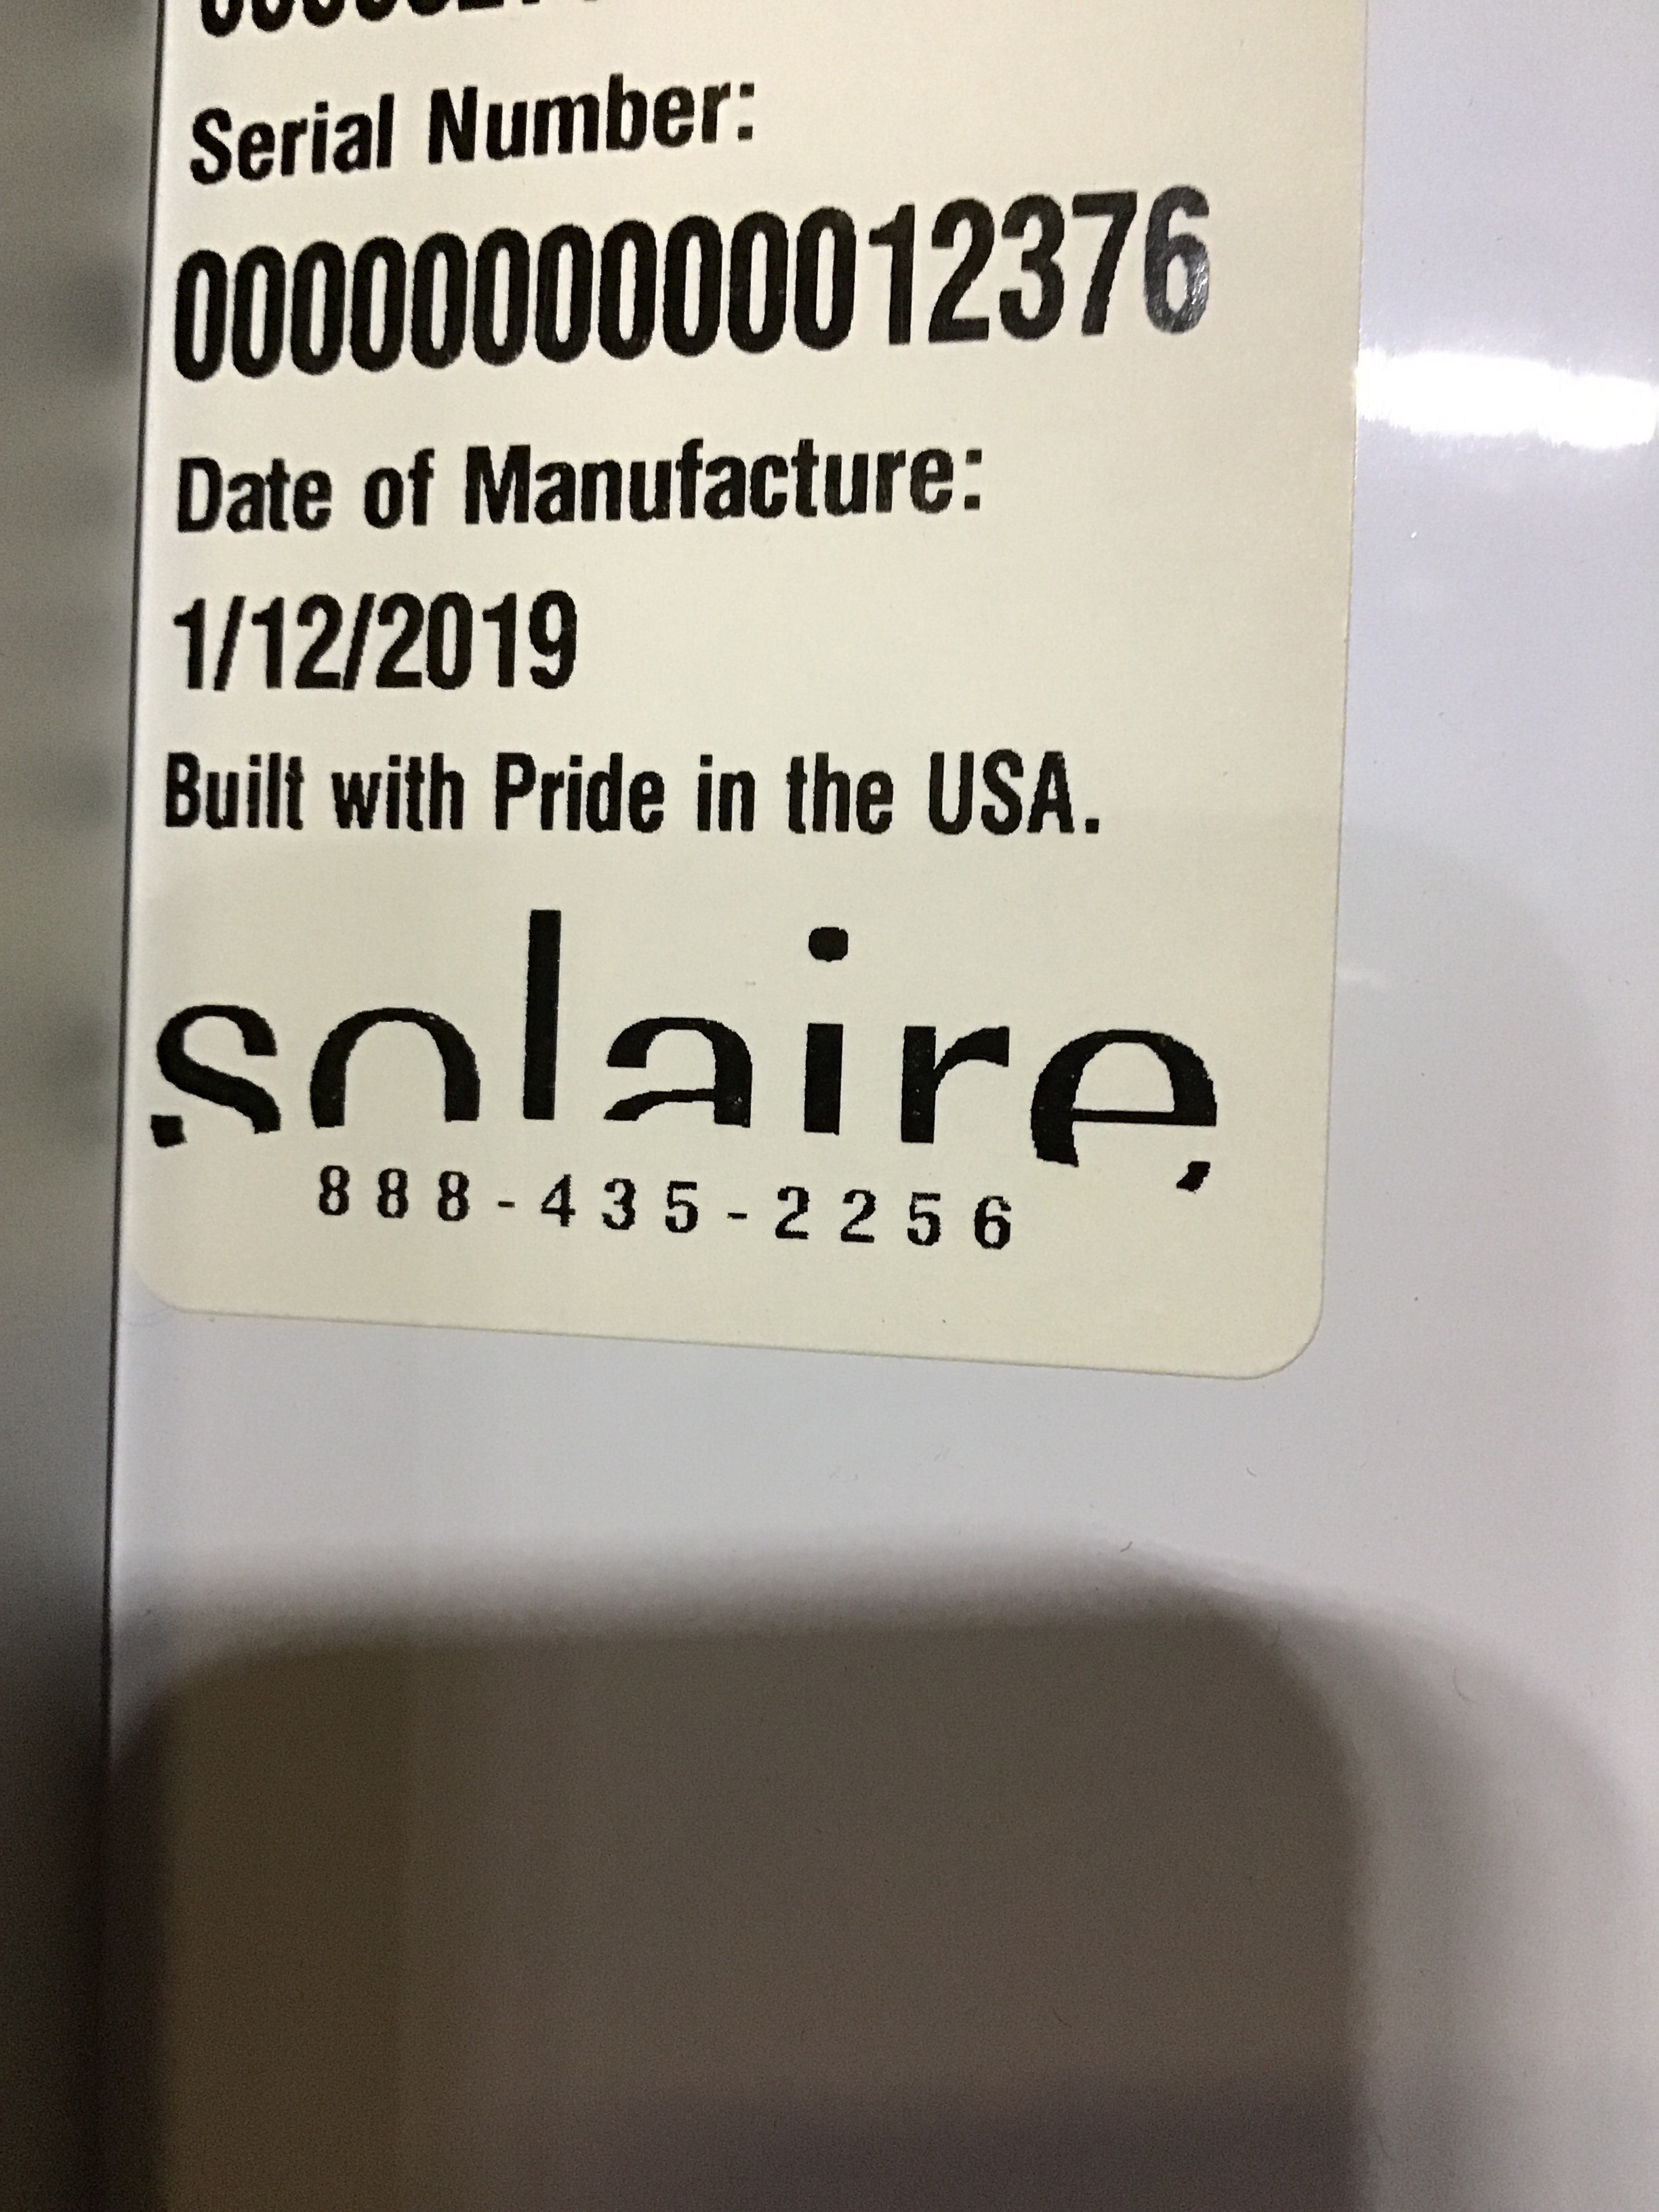 Serial Number:
0000000000012376
Date of Manufacture:
1/12/2019
Built with Pride in the USA.
solaire
888-435-2256